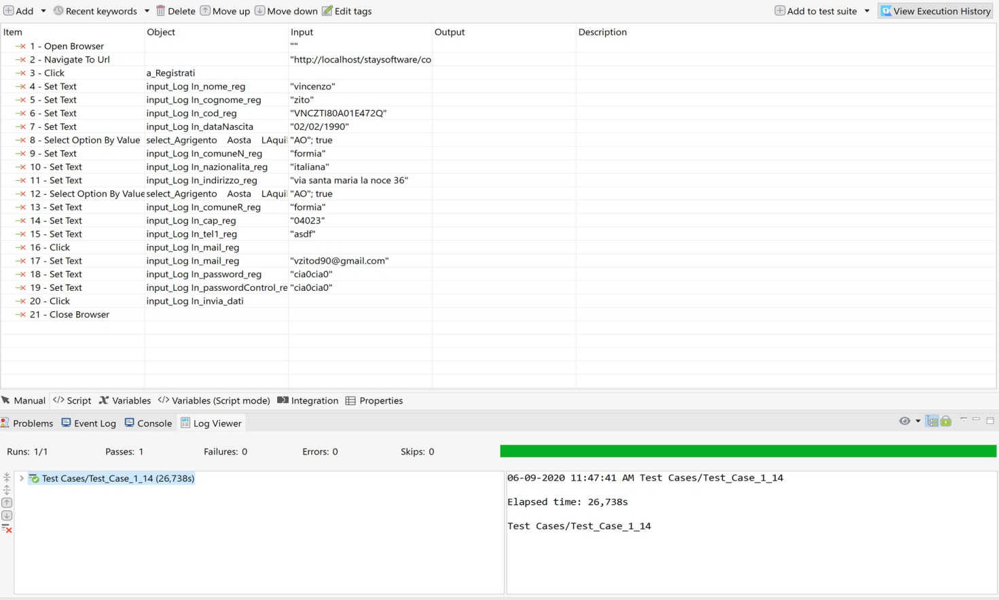 Add Recent keywords Delete Move up Move down Edit tags Add to test suite View Execution History
Item Object Input Output Description
1 - Open Browser ""
2 - Navigate To Url "http://localhost/staysoftware/co
3 - Click a_Registrati
4 - Set Text input_Log In_nome_reg "vincenzo"
5 - Set Text input_Log In_cognome_reg "zito"
6 - Set Text input_Log In_cod_reg "VNCZTI80A01E472Q"
7 - Set Text input_Log In_dataNascita "02/02/1990"
8 - Select Option By Value select_Agrigento Aosta LAqui "AO"; true
9 - Set Text input_Log In_comuneN_reg "formia"
10 - Set Text input_Log In_nazionalita_reg "italiana"
11 - Set Text input_Log In_indirizzo_reg "via santa maria la noce 36"
12 - Select Option By Value select_Agrigento Aosta LAqui "AO"; true
13 - Set Text input_Log In_comuneR_reg "formia"
14 - Set Text input_Log In_cap_reg "04023"
15 - Set Text input_Log In_tel1_reg "asdf"
16 - Click input_Log In_mail_reg
17 - Set Text input_Log In_mail_reg "vzitod90@gmail.com"
18 - Set Text input_Log In_password_reg "cia0cia0"
19 - Set Text input_Log In_passwordControl_re "cia0cia0"
20 - Click input_Log In_invia_dati
21 - Close Browser
Manual </> Script Variables </> Variables (Script mode) Integration Properties
Problems Event Log Console Log Viewer
Runs: 1/1 Passes: 1 Failures: 0 Errors: 0 Skips: 0
Test Cases/Test_Case_1_14 (26,738s)
06-09-2020 11:47:41 AM Test Cases/Test_Case_1_14
Elapsed time: 26,738s
Test Cases/Test_Case_1_14